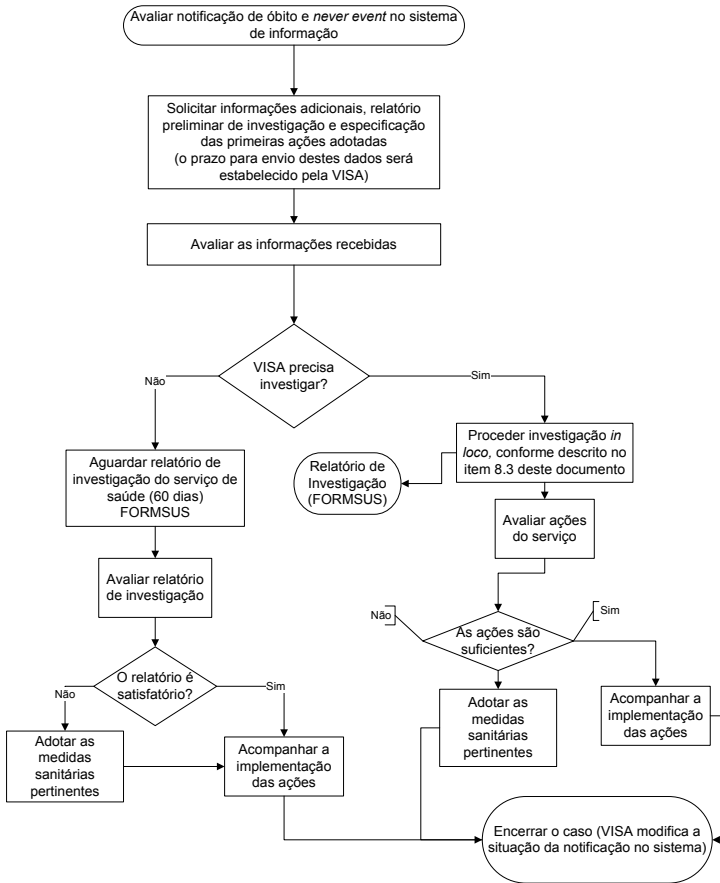 Avaliar notificação de óbito e never event no sistema
de informação
Solicitar informações adicionais, relatório
preliminar de investigação e especificação
das primeiras ações adotadas
(o prazo para envio destes dados será
estabelecido pela VISA)
Avaliar as informações recebidas
VISA precisa
investigar?
Não
Sim
Aguardar relatório de
investigação do serviço de
saúde (60 dias)
FORMSUS
Avaliar relatório
de investigação
O relatório é
satisfatório?
Não
Sim
Adotar as
medidas
sanitárias
pertinentes
Acompanhar a
implementação
das ações
Proceder investigação in
loco, conforme descrito no
item 8.3 deste documento
Relatório de
Investigação
(FORMSUS)
Avaliar ações
do serviço
As ações são
suficientes?
Não
Sim
Adotar as
medidas
sanitárias
pertinentes
Acompanhar a
implementação
das ações
Encerrar o caso (VISA modifica a
situação da notificação no sistema)